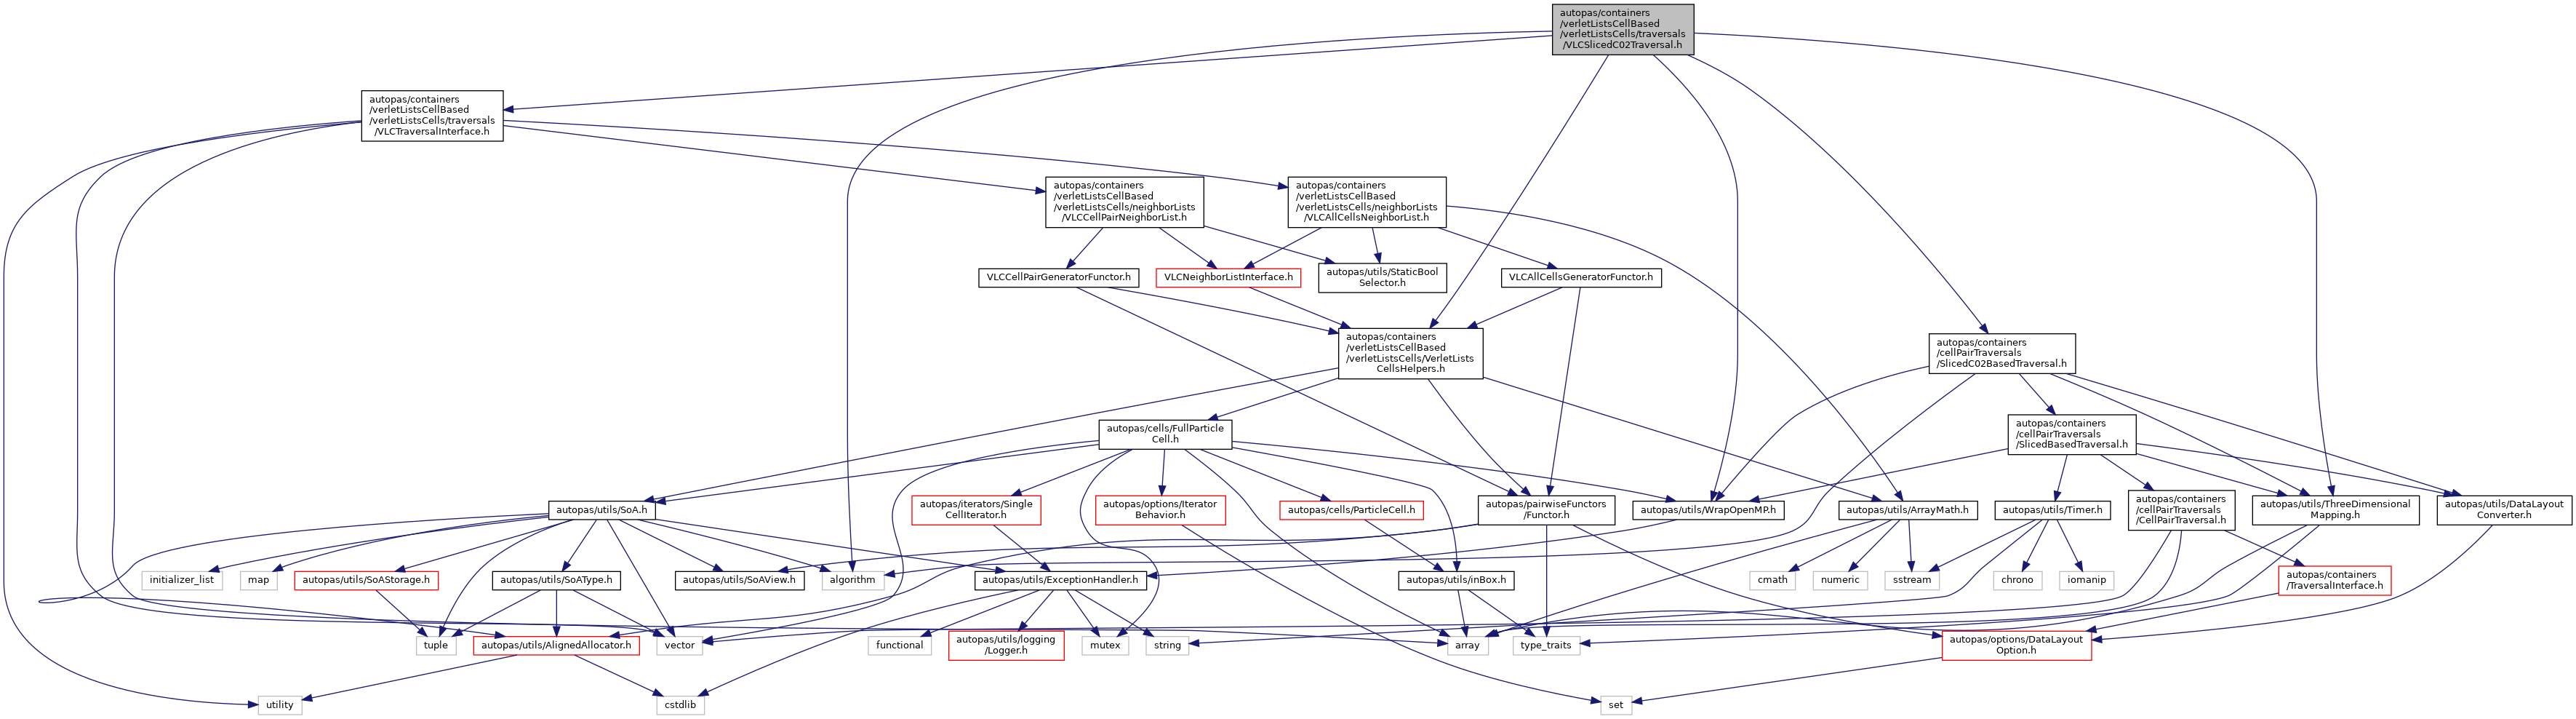 autopas/containers
/verletListsCellBased
/verletListsCells/traversals
/VLCSlicedC02Traversal.h
autopas/containers
/verletListsCellBased
/verletListsCells/traversals
/VLCTraversalInterface.h
autopas/containers
/verletListsCellBased
/verletListsCells/neighborLists
/VLCCellPairNeighborList.h
autopas/containers
/verletListsCellBased
/verletListsCells/neighborLists
/VLCAllCellsNeighborList.h
VLCCellPairGeneratorFunctor.h
VLCNeighborListInterface.h
autopas/utils/StaticBool
Selector.h
VLCAllCellsGeneratorFunctor.h
autopas/containers
/verletListsCellBased
/verletListsCells/VerletLists
CellsHelpers.h
autopas/containers
/cellPairTraversals
/SlicedC02BasedTraversal.h
autopas/cells/FullParticle
Cell.h
autopas/containers
/cellPairTraversals
/SlicedBasedTraversal.h
autopas/utils/SoA.h
autopas/iterators/Single
CellIterator.h
autopas/options/Iterator
Behavior.h
autopas/cells/ParticleCell.h
autopas/pairwiseFunctors
/Functor.h
autopas/utils/WrapOpenMP.h
autopas/utils/ArrayMath.h
autopas/utils/Timer.h
autopas/containers
/cellPairTraversals
/CellPairTraversal.h
autopas/utils/ThreeDimensional
Mapping.h
autopas/utils/DataLayout
Converter.h
initializer_list
map
autopas/utils/SoAStorage.h
autopas/utils/SoAType.h
autopas/utils/SoAView.h
algorithm
autopas/utils/ExceptionHandler.h
autopas/utils/inBox.h
cmath
numeric
sstream
chrono
iomanip
autopas/containers
/TraversalInterface.h
tuple
autopas/utils/AlignedAllocator.h
vector
functional
autopas/utils/logging
/Logger.h
mutex
string
array
type_traits
autopas/options/DataLayout
Option.h
utility
cstdlib
set